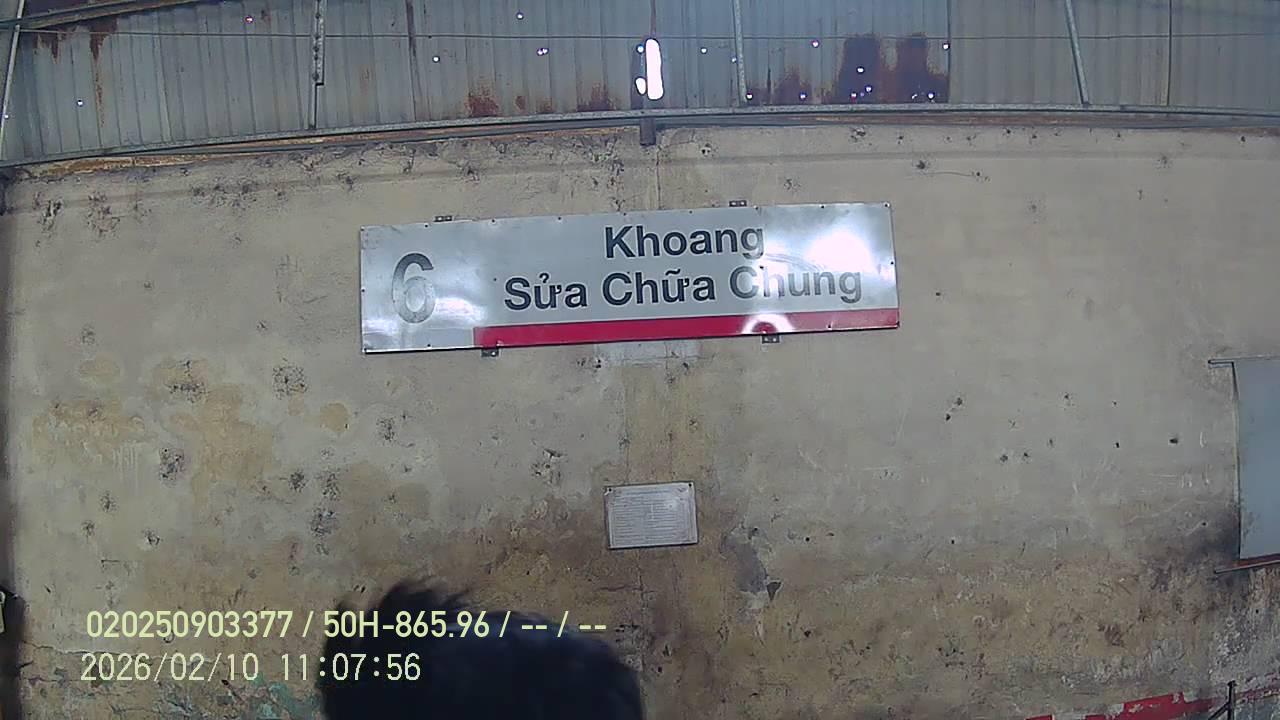 6
Khoang
Sửa Chữa Chung
020250903377 / 50H-865.96 / -- / --
2026/02/10 11:07:56